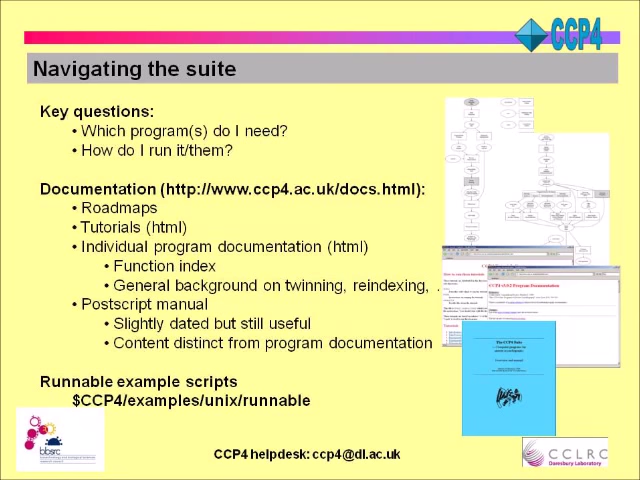 CCP4
Navigating the suite
Key questions:
• Which program(s) do I need?
• How do I run it/them?
Documentation (http://www.ccp4.ac.uk/docs.html):
• Roadmaps
• Tutorials (html)
• Individual program documentation (html)
• Function index
• General background on twinning, reindexing,
• Postscript manual
• Slightly dated but still useful
• Content distinct from program documentation
Runnable example scripts
$CCP4/examples/unix/runnable
The CCP4 Suite
bbsrc
CCP4 helpdesk: ccp4@dl.ac.uk
CCLRC
Daresbury Laboratory